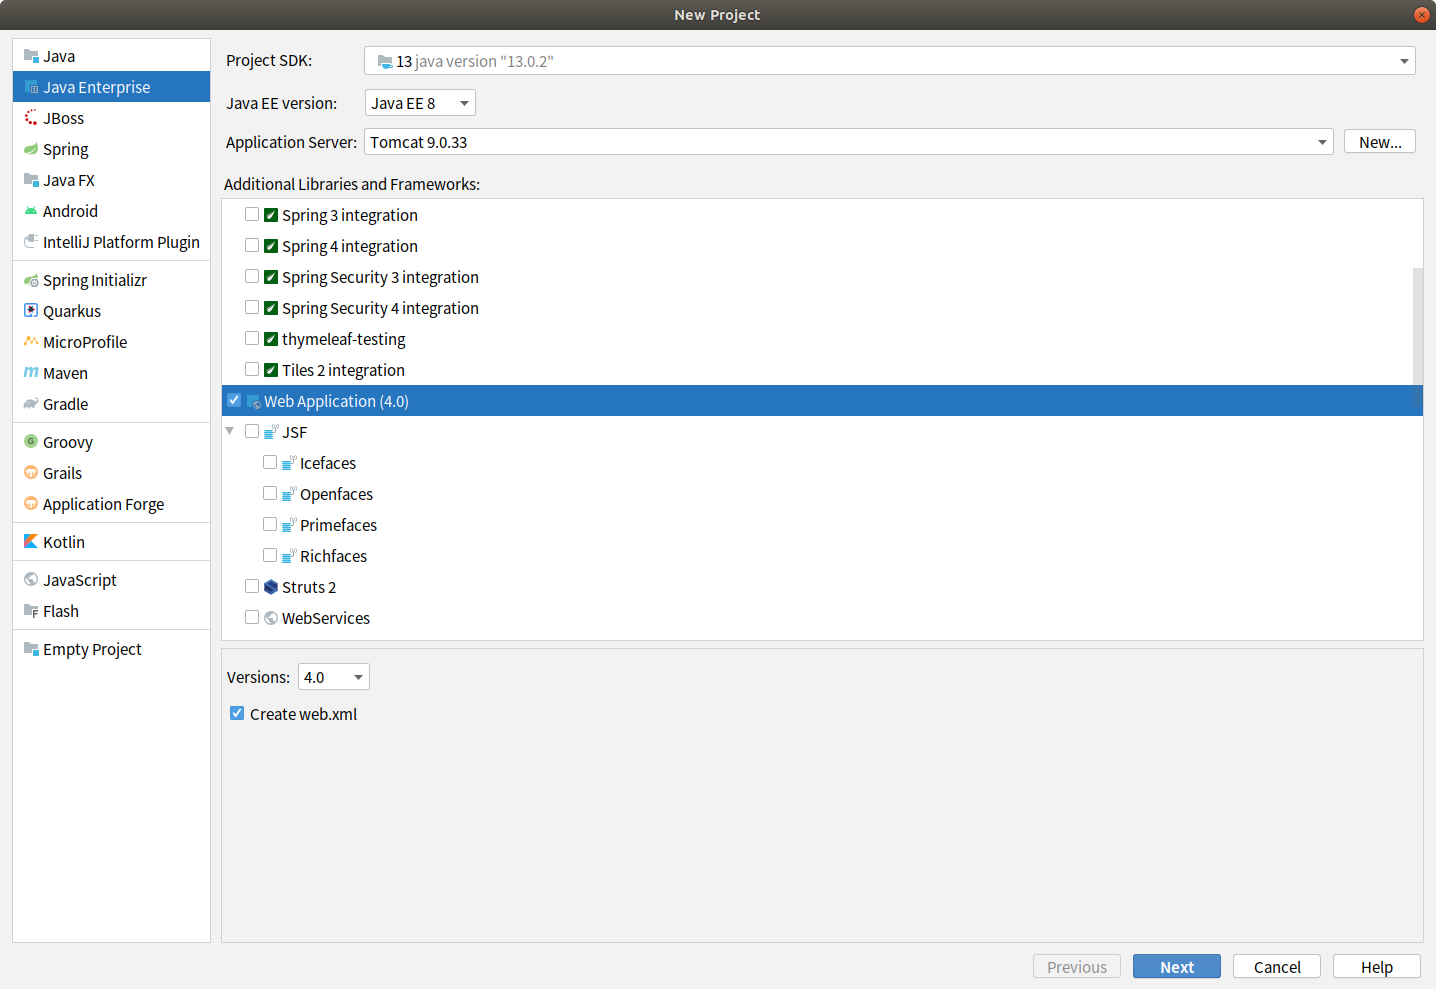 New Project
Java
Java Enterprise
JBoss
Spring
Java FX
Android
IntelliJ Platform Plugin
Spring Initializr
Quarkus
MicroProfile
Maven
Gradle
Groovy
Grails
Application Forge
Kotlin
JavaScript
Flash
Empty Project
Project SDK: 13 java version "13.0.2"
Java EE version: Java EE 8
Application Server: Tomcat 9.0.33 New...
Additional Libraries and Frameworks:
Spring 3 integration
Spring 4 integration
Spring Security 3 integration
Spring Security 4 integration
thymeleaf-testing
Tiles 2 integration
Web Application (4.0)
JSF
Icefaces
Openfaces
Primefaces
Richfaces
Struts 2
WebServices
Versions: 4.0
Create web.xml
Previous Next Cancel Help